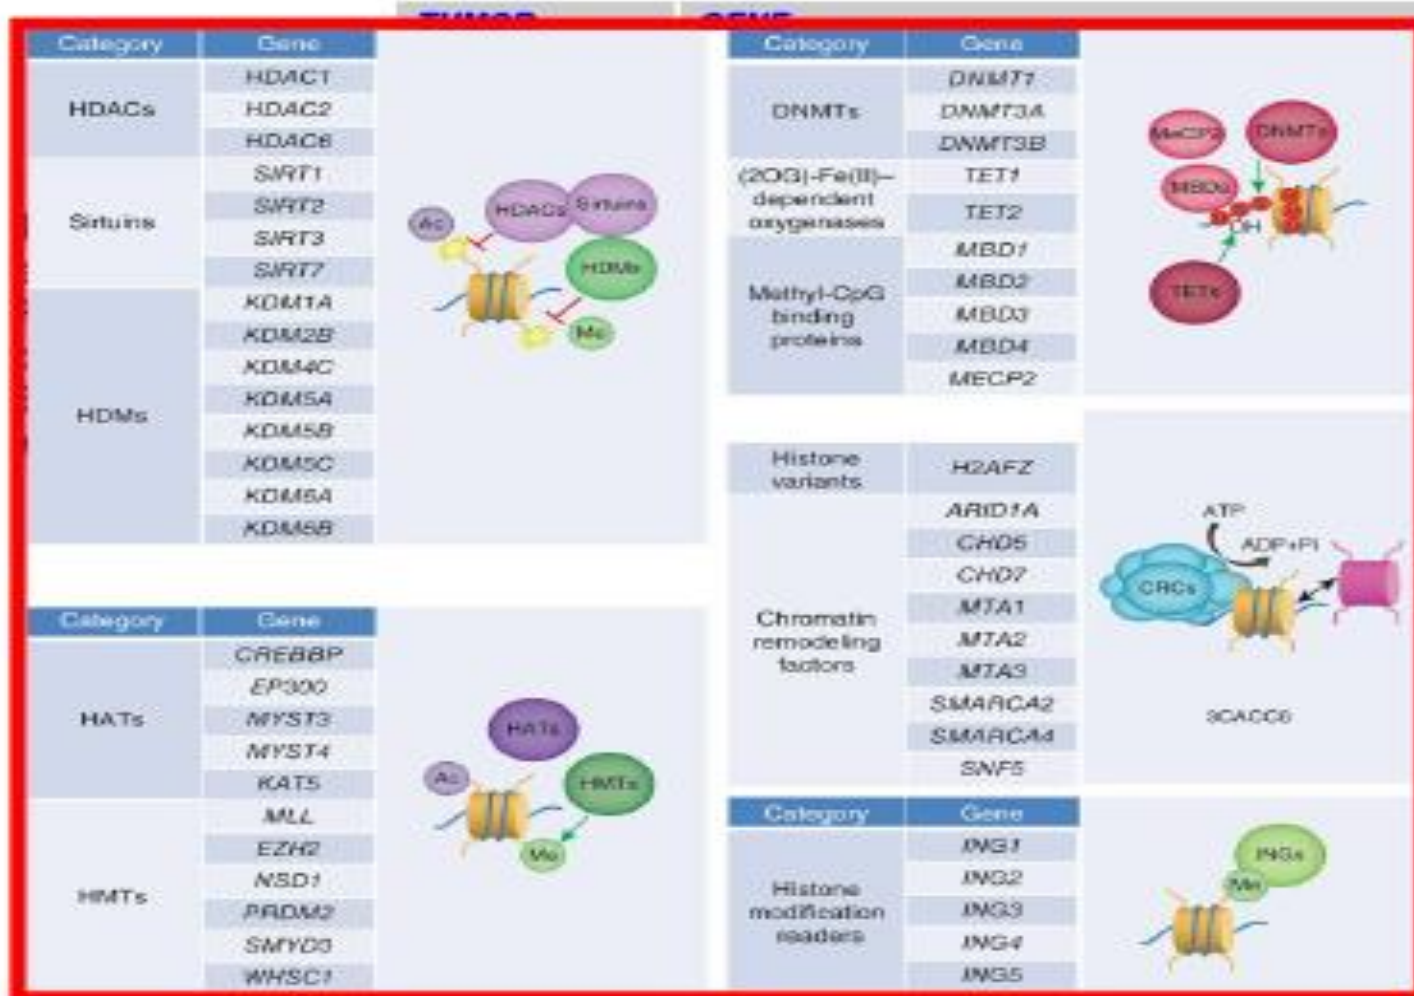 TUMOR GENE
Category Gene
HDACs
HDAC1
HDAC2
HDAC6
Sirtuins
SIRT1
SIRT2
SIRT3
SIRT7
HDMs
KDM1A
KDM2B
KDM4C
KDM5A
KDM5B
KDM5C
KDM6A
KDM6B
Ac
HDACs
Sirtuins
HDMs
Me
Category Gene
HATs
CREBBP
EP300
MYST3
MYST4
KAT5
HMTs
MLL
EZH2
NSD1
PRDM2
SMYD3
WHSC1
HATs
Ac
HMTs
Me
Category Gene
DNMTs
DNMT1
DNMT3A
DNMT3B
(2OG)-Fe(II)–
dependent
oxygenases
TET1
TET2
Methyl-CpG
binding
proteins
MBD1
MBD2
MBD3
MBD4
MECP2
MeCP2
DNMTs
MBDs
OH
TETs
Histone
variants
H2AFZ
Chromatin
remodeling
factors
ARID1A
CHD5
CHD7
MTA1
MTA2
MTA3
SMARCA2
SMARCA4
SNF5
ATP
ADP+Pi
CRCs
Category Gene
Histone
modification
readers
ING1
ING2
ING3
ING4
ING5
INGs
Me